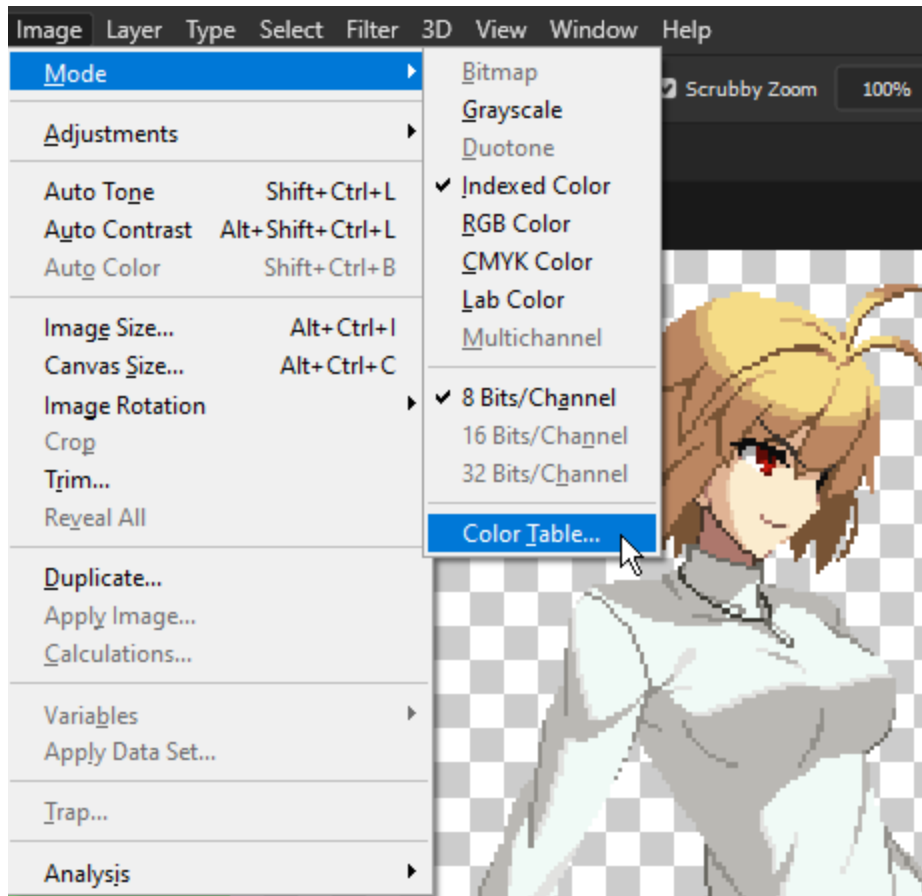 Image Layer Type Select Filter 3D View Window Help
Scrubby Zoom 100%
Mode
Adjustments
Auto Tone Shift+Ctrl+L
Auto Contrast Alt+Shift+Ctrl+L
Auto Color Shift+Ctrl+B
Image Size... Alt+Ctrl+I
Canvas Size... Alt+Ctrl+C
Image Rotation
Crop
Trim...
Reveal All
Duplicate...
Apply Image...
Calculations...
Variables
Apply Data Set...
Trap...
Analysis
Bitmap
Grayscale
Duotone
Indexed Color
RGB Color
CMYK Color
Lab Color
Multichannel
8 Bits/Channel
16 Bits/Channel
32 Bits/Channel
Color Table...